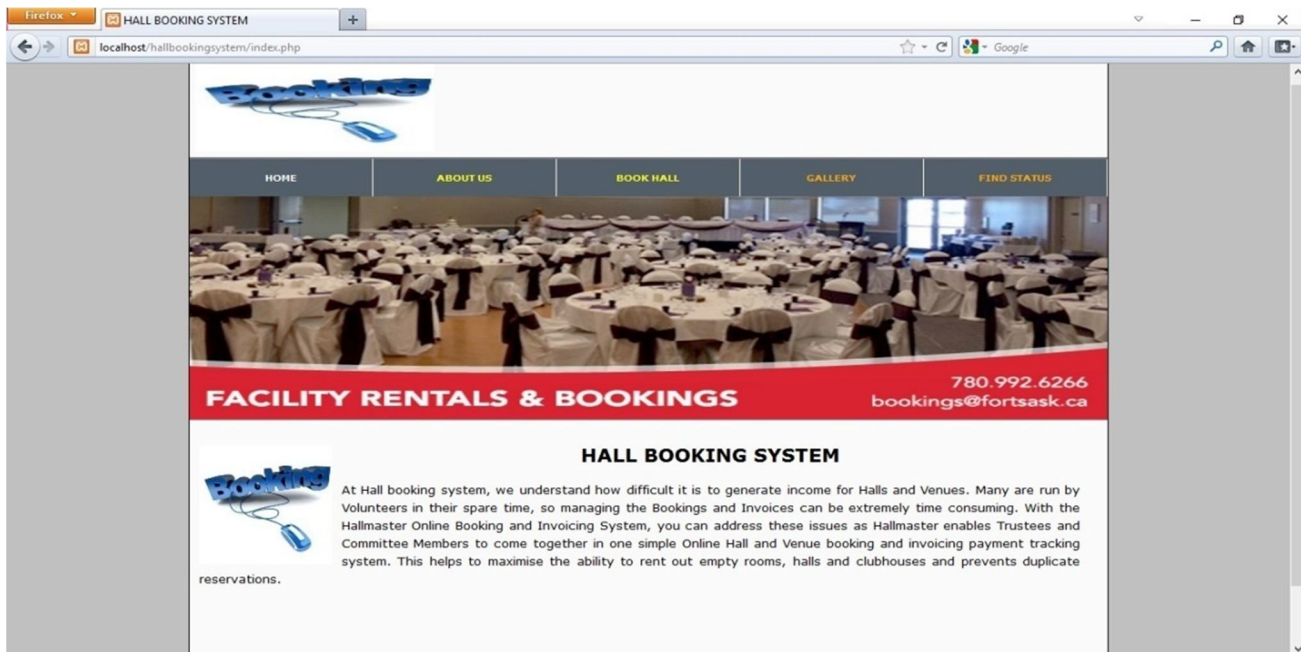 Firefox
HALL BOOKING SYSTEM
localhost/hallbookingsystem/index.php
Google
Booking
HOME
ABOUT US
BOOK HALL
GALLERY
FIND STATUS
FACILITY RENTALS & BOOKINGS
780.992.6266
bookings@fortsask.ca
Booking
HALL BOOKING SYSTEM
At Hall booking system, we understand how difficult it is to generate income for Halls and Venues. Many are run by
Volunteers in their spare time, so managing the Bookings and Invoices can be extremely time consuming. With the
Hallmaster Online Booking and Invoicing System, you can address these issues as Hallmaster enables Trustees and
Committee Members to come together in one simple Online Hall and Venue booking and invoicing payment tracking
system. This helps to maximise the ability to rent out empty rooms, halls and clubhouses and prevents duplicate
reservations.